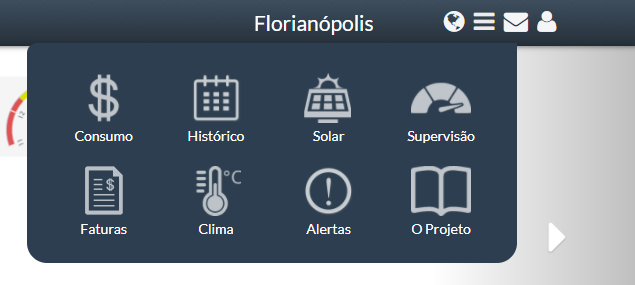 Florianópolis
$
Consumo
Histórico
Solar
Supervisão
$
°C
Faturas
Clima
Alertas
O Projeto